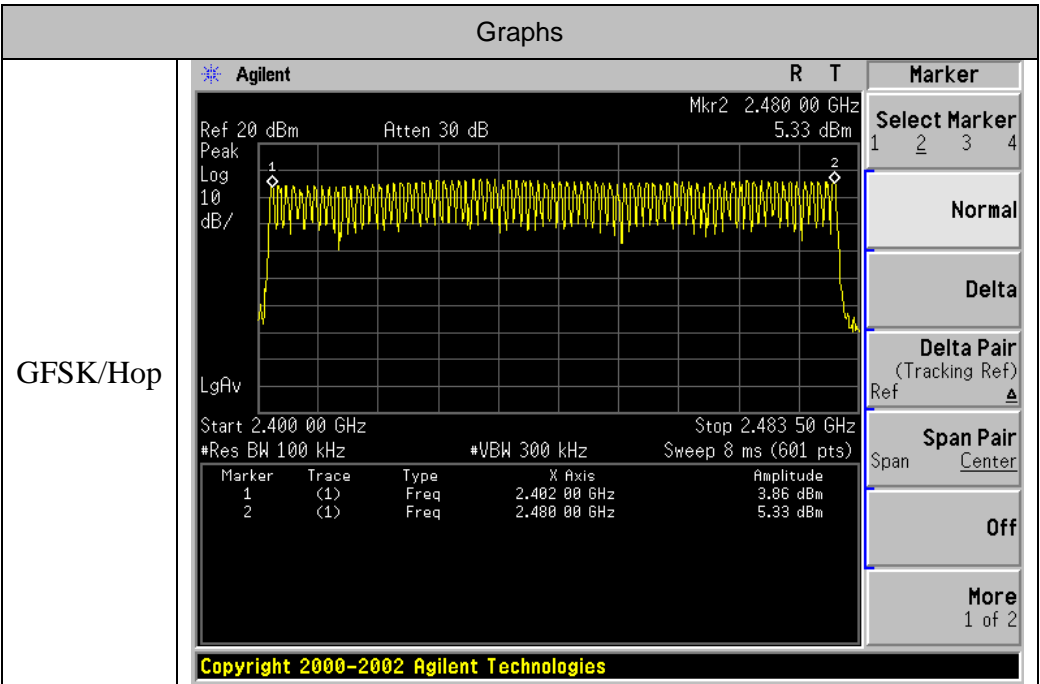 Graphs
GFSK/Hop
Agilent R T
Mkr2 2.480 00 GHz
Ref 20 dBm Atten 30 dB 5.33 dBm
Peak
Log
10
dB/
1
2
LgAv
Start 2.400 00 GHz Stop 2.483 50 GHz
#Res BW 100 kHz #VBW 300 kHz Sweep 8 ms (601 pts)
Marker Trace Type X Axis Amplitude
1 (1) Freq 2.402 00 GHz 3.86 dBm
2 (1) Freq 2.480 00 GHz 5.33 dBm
Copyright 2000-2002 Agilent Technologies
Marker
Select Marker
1 2 3 4
Normal
Delta
Delta Pair
(Tracking Ref)
Ref Δ
Span Pair
Span Center
Off
More
1 of 2